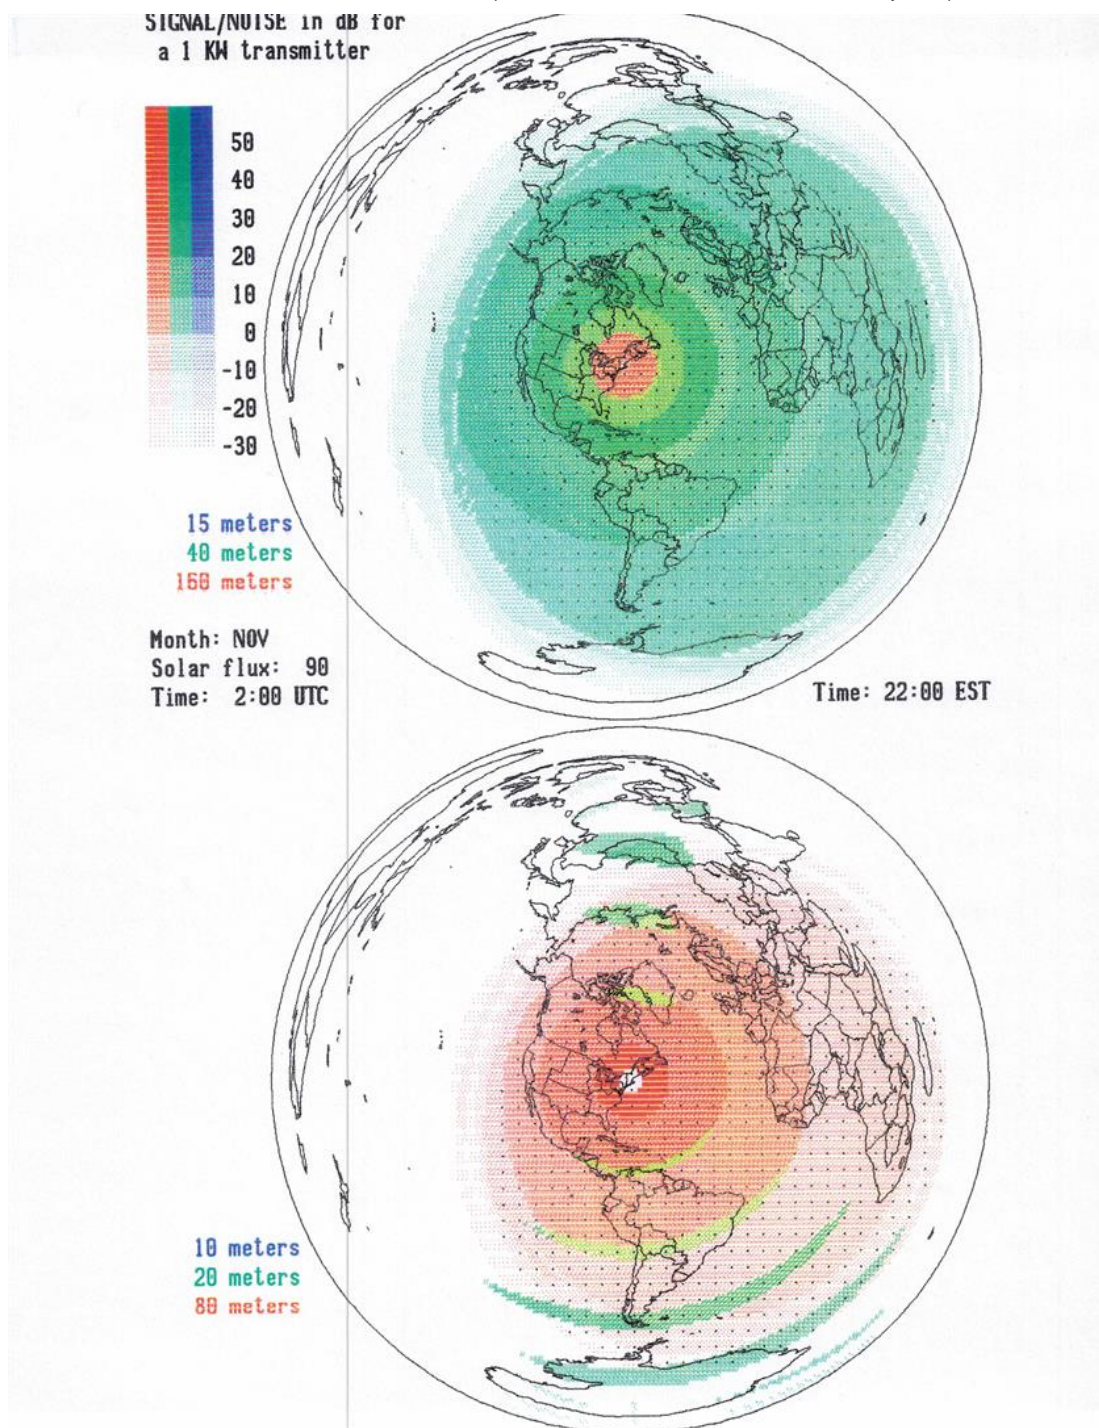 SIGNAL/NOISE in dB for
a 1 KW transmitter
50
40
30
20
10
0
-10
-20
-30
15 meters
40 meters
160 meters
Month: NOV
Solar flux: 90
Time: 2:00 UTC
Time: 22:00 EST
10 meters
20 meters
80 meters